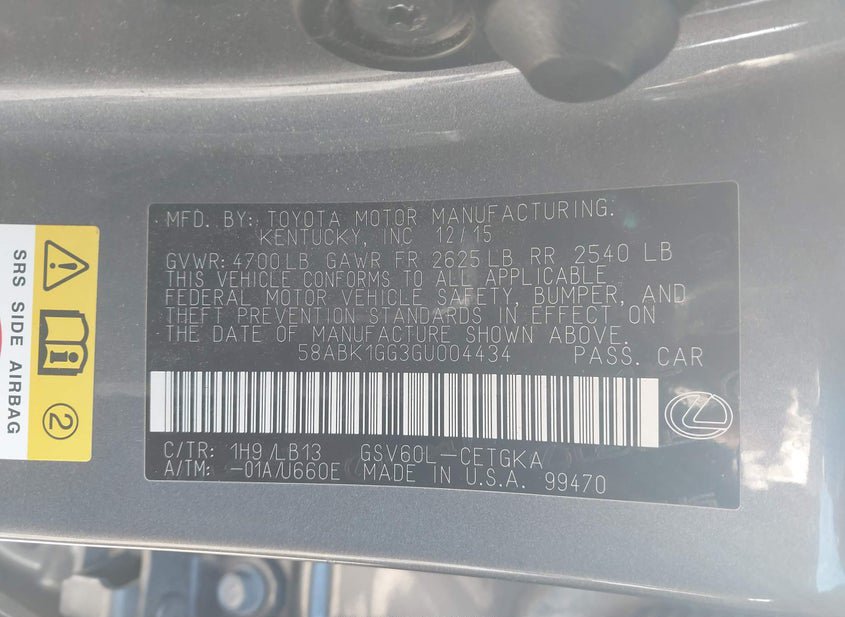 MFD. BY: TOYOTA MOTOR MANUFACTURING.
KENTUCKY, INC 12/15
GVWR: 4700 LB GAWR FR 2625 LB RR 2540 LB
THIS VEHICLE CONFORMS TO ALL APPLICABLE
FEDERAL MOTOR VEHICLE SAFETY, BUMPER, AND
THEFT PREVENTION STANDARDS IN EFFECT ON
THE DATE OF MANUFACTURE SHOWN ABOVE.
58ABK1GG3GU004434 PASS. CAR
C/TR: 1H9/LB13 GSV60L-CETGKA
A/TM: -01A/U660E MADE IN U.S.A. 99470
SRS SIDE AIRBAG
2